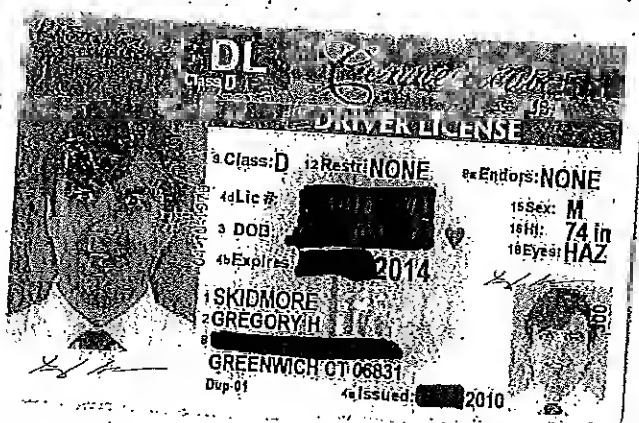 DL
Connecticut
DRIVER LICENSE
9.Class:D 12 Restr:NONE 9a Endors:NONE
4d Lic #:
15 Sex: M
3 DOB:
16 Ht: 74 in
4b Expires: 2014
18 Eyes: HAZ
1 SKIDMORE
2 GREGORY H
8
GREENWICH CT 06831
Dup-01 4a Issued: 2010